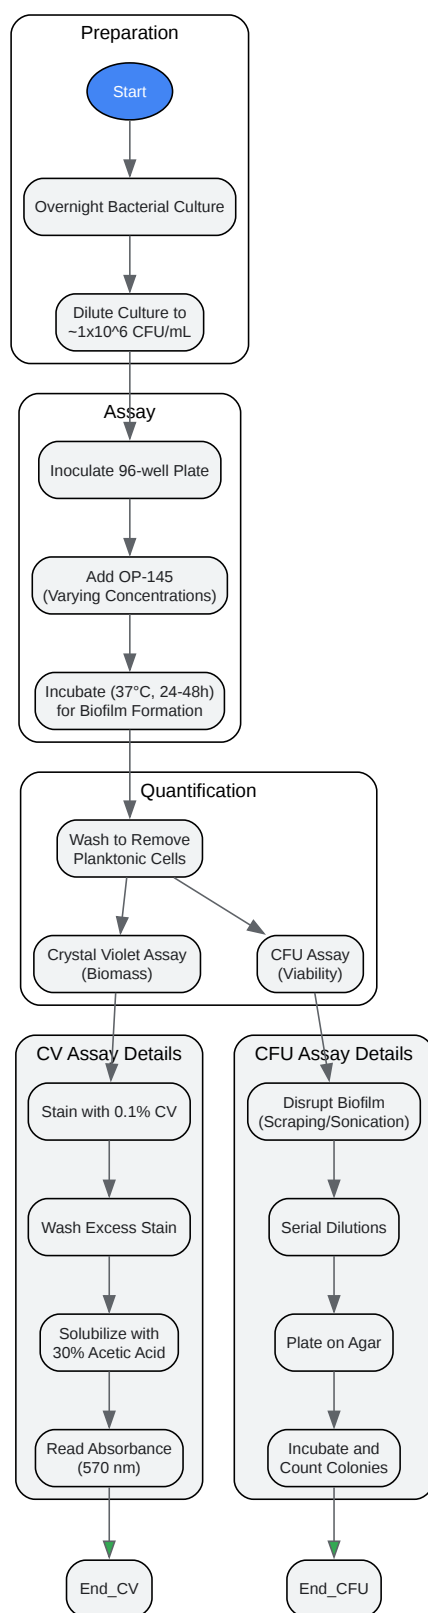 Preparation
Start
Overnight Bacterial Culture
Dilute Culture to
~1x10^6 CFU/mL
Assay
Inoculate 96-well Plate
Add OP-145
(Varying Concentrations)
Incubate (37°C, 24-48h)
for Biofilm Formation
Quantification
Wash to Remove
Planktonic Cells
Crystal Violet Assay
(Biomass)
CFU Assay
(Viability)
CV Assay Details
Stain with 0.1% CV
Wash Excess Stain
Solubilize with
30% Acetic Acid
Read Absorbance
(570 nm)
End_CV
CFU Assay Details
Disrupt Biofilm
(Scraping/Sonication)
Serial Dilutions
Plate on Agar
Incubate and
Count Colonies
End_CFU